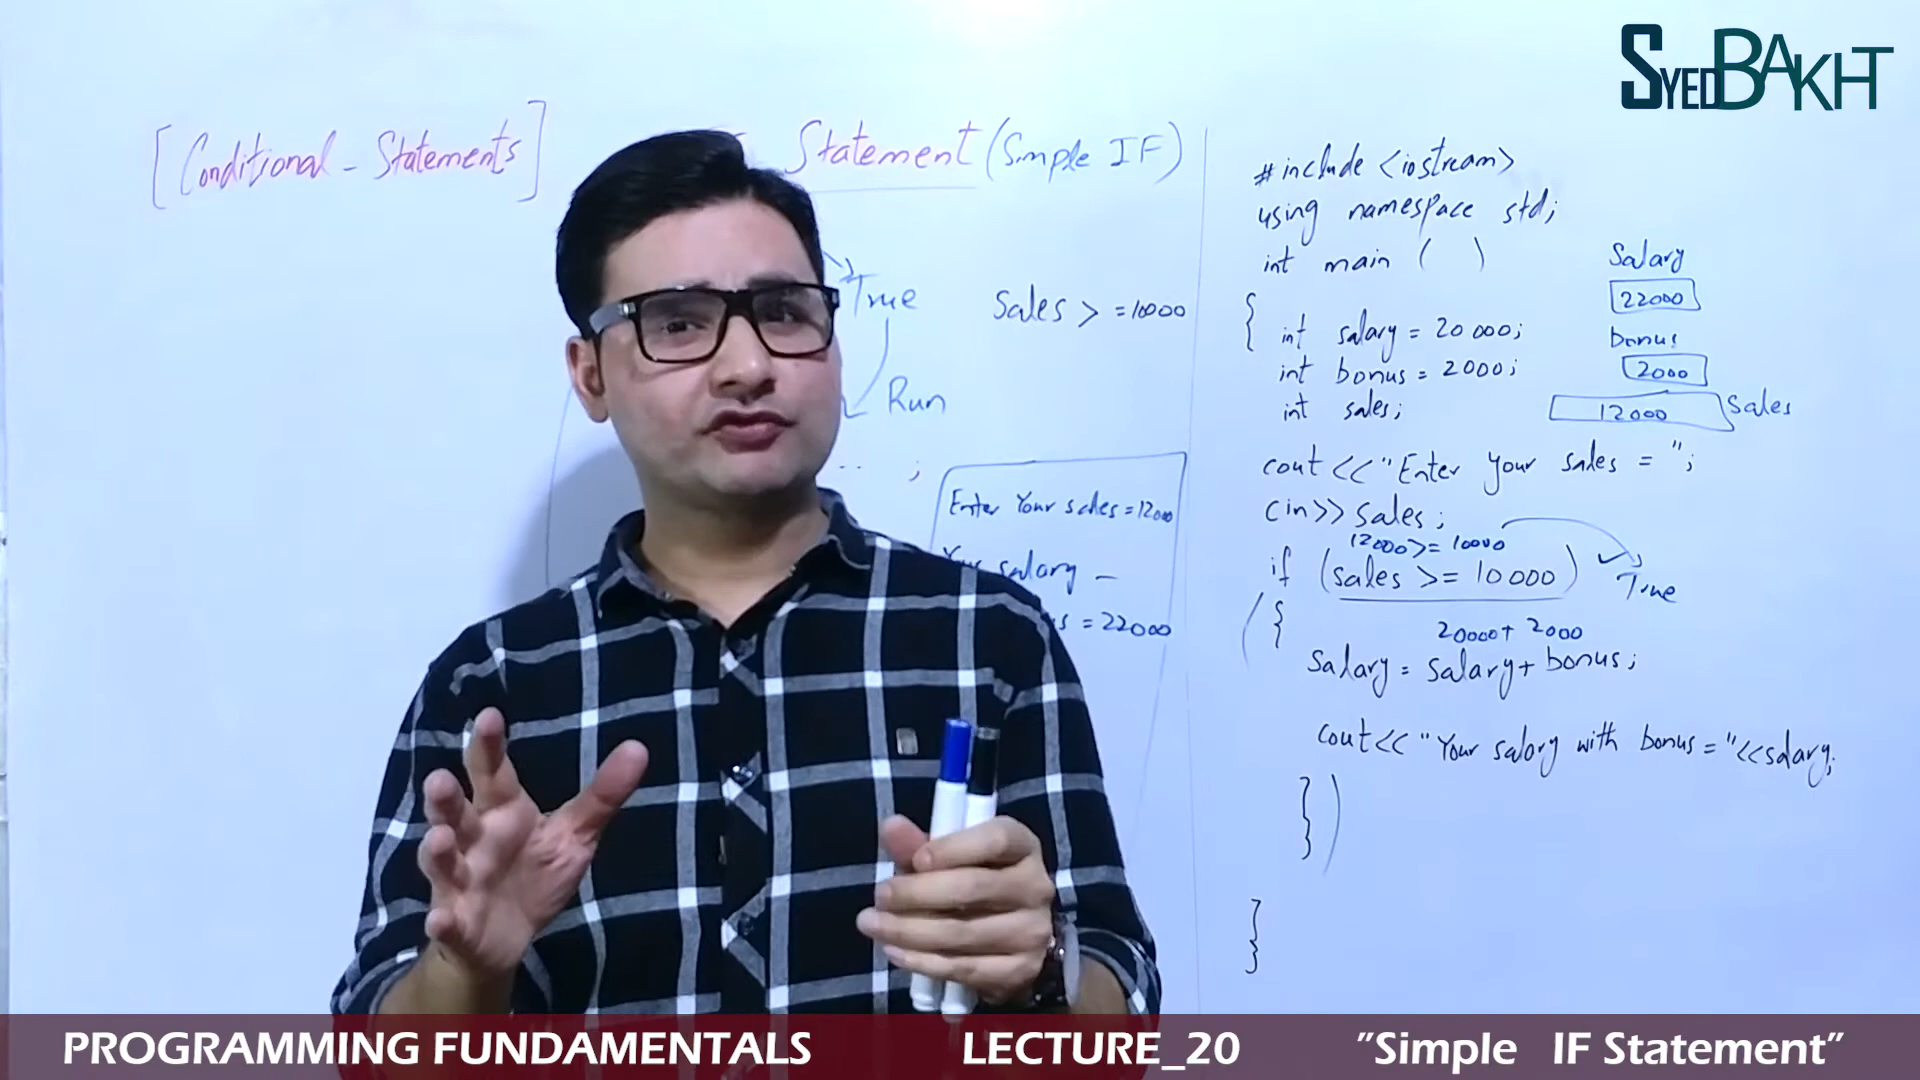 SYEDBAKHT
[Conditional - Statements]
Statement (Simple IF)
True
Run
Sales > = 10000
.. ;
Enter Your sales = 12000
salary -
= 22000
#include <iostream>
using namespace std;
int main ( )
{
int salary = 20 000;
int bonus = 2000;
int sales;
Salary
22000
bonus
2000
12000 Sales
cout << "Enter your sales = ";
cin >> sales;
12000 >= 10000
if (sales >= 10000)
True
{
20000 + 2000
Salary = salary + bonus;
cout << "Your salary with bonus = " << salary;
}
}
PROGRAMMING FUNDAMENTALS LECTURE_20 "Simple IF Statement"